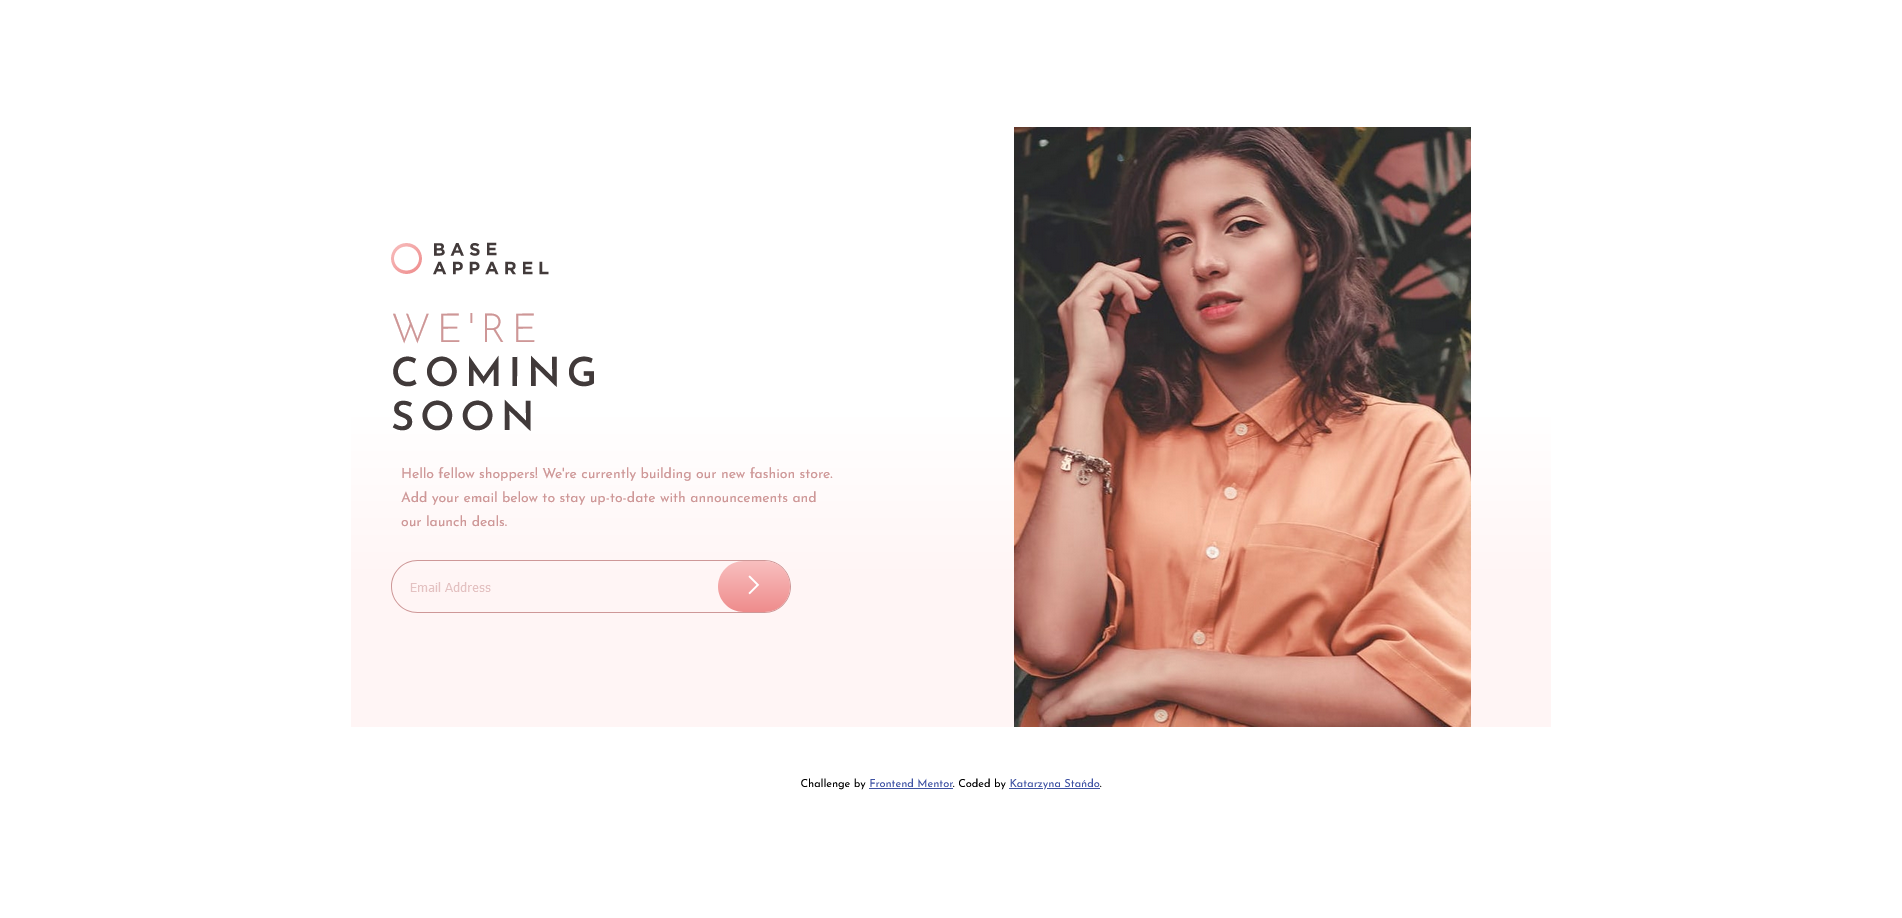 BASE
APPAREL
WE'RE
COMING
SOON
Hello fellow shoppers! We're currently building our new fashion store.
Add your email below to stay up-to-date with announcements and
our launch deals.
Email Address
Challenge by Frontend Mentor. Coded by Katarzyna Stańdo.